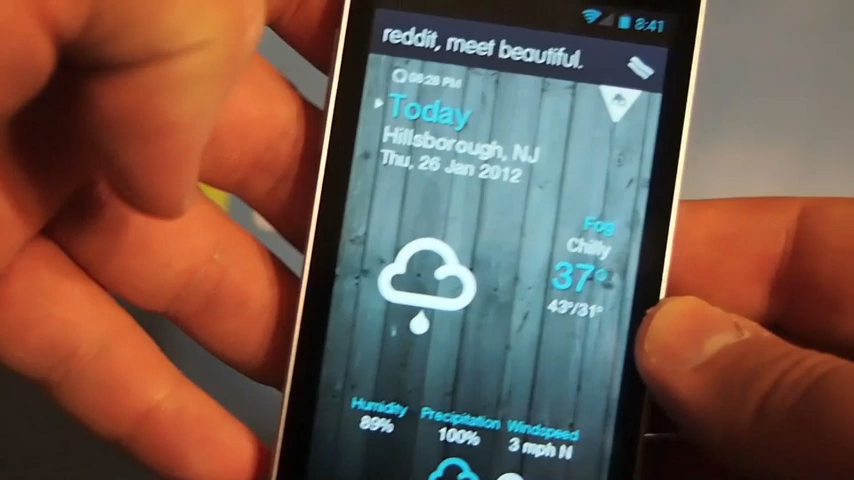 8:41
reddit, meet beautiful.
08:28 PM
Today
Hillsborough, NJ
Thu, 26 Jan 2012
Fog
Chilly
37°
43°/31°
Humidity Precipitation Windspeed
89% 100% 3 mph N